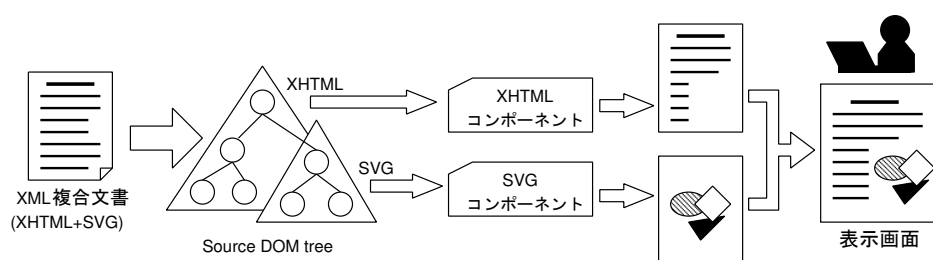 XML複合文書
(XHTML+SVG)
Source DOM tree
XHTML
SVG
XHTML
コンポーネント
SVG
コンポーネント
表示画面